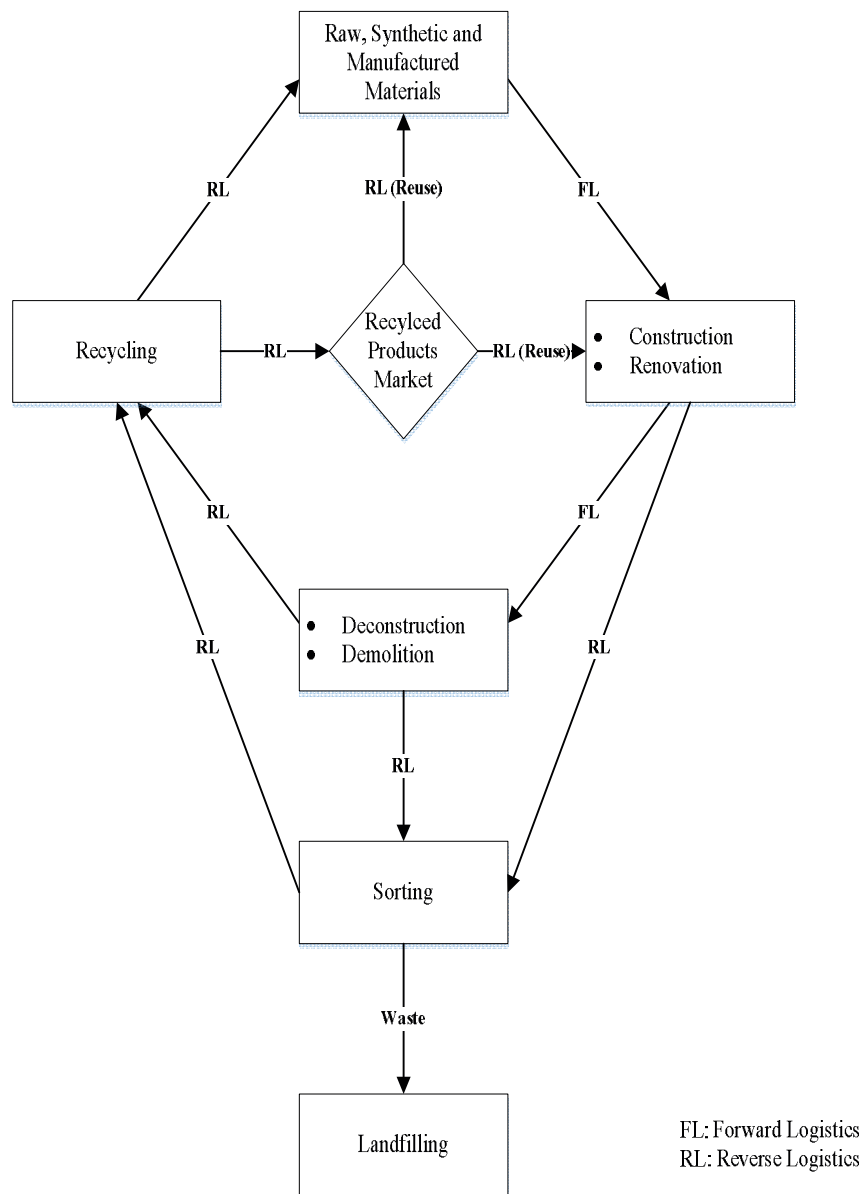 Raw, Synthetic and
Manufactured
Materials
RL
RL (Reuse)
FL
Recycling
RL
Recylced
Products
Market
RL (Reuse)
• Construction
• Renovation
RL
FL
RL
• Deconstruction
• Demolition
RL
RL
Sorting
Waste
Landfilling
FL: Forward Logistics
RL: Reverse Logistics